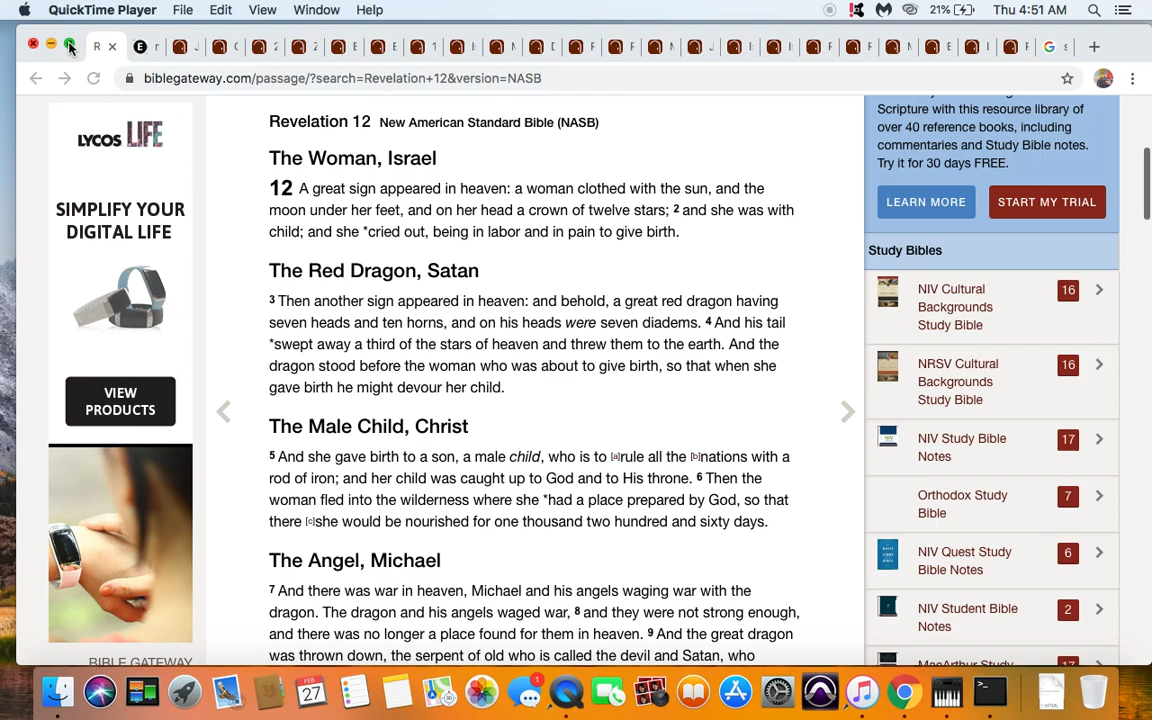 QuickTime Player File Edit View Window Help 21% Thu 4:51 AM
R
biblegateway.com/passage/?search=Revelation+12&version=NASB
LYCOS LIFE
SIMPLIFY YOUR
DIGITAL LIFE
VIEW
PRODUCTS
BIBLE GATEWAY
Revelation 12 New American Standard Bible (NASB)
The Woman, Israel
12 A great sign appeared in heaven: a woman clothed with the sun, and the
moon under her feet, and on her head a crown of twelve stars; 2 and she was with
child; and she *cried out, being in labor and in pain to give birth.
The Red Dragon, Satan
3 Then another sign appeared in heaven: and behold, a great red dragon having
seven heads and ten horns, and on his heads were seven diadems. 4 And his tail
*swept away a third of the stars of heaven and threw them to the earth. And the
dragon stood before the woman who was about to give birth, so that when she
gave birth he might devour her child.
The Male Child, Christ
5 And she gave birth to a son, a male child, who is to [a]rule all the [b]nations with a
rod of iron; and her child was caught up to God and to His throne. 6 Then the
woman fled into the wilderness where she *had a place prepared by God, so that
there [c]she would be nourished for one thousand two hundred and sixty days.
The Angel, Michael
7 And there was war in heaven, Michael and his angels waging war with the
dragon. The dragon and his angels waged war, 8 and they were not strong enough,
and there was no longer a place found for them in heaven. 9 And the great dragon
was thrown down, the serpent of old who is called the devil and Satan, who
Scripture with this resource library of
over 40 reference books, including
commentaries and Study Bible notes.
Try it for 30 days FREE.
LEARN MORE START MY TRIAL
Study Bibles
NIV Cultural
Backgrounds
Study Bible
16
NRSV Cultural
Backgrounds
Study Bible
16
NIV Study Bible
Notes
17
Orthodox Study
Bible
7
NIV Quest Study
Bible Notes
6
NIV Student Bible
Notes
2
MacArthur Study
17
FEB
27
1
HTML